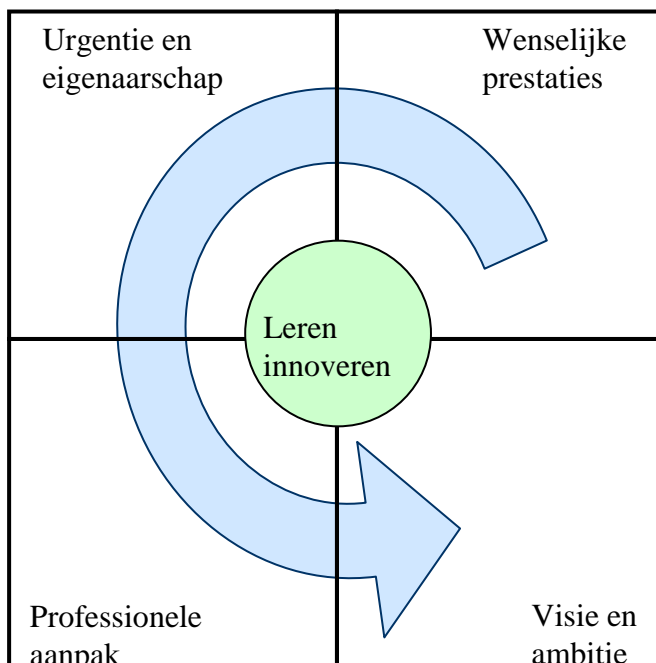 Urgentie en
eigenaarschap
Wenselijke
prestaties
Leren
innoveren
Professionele
aanpak
Visie en
ambitie